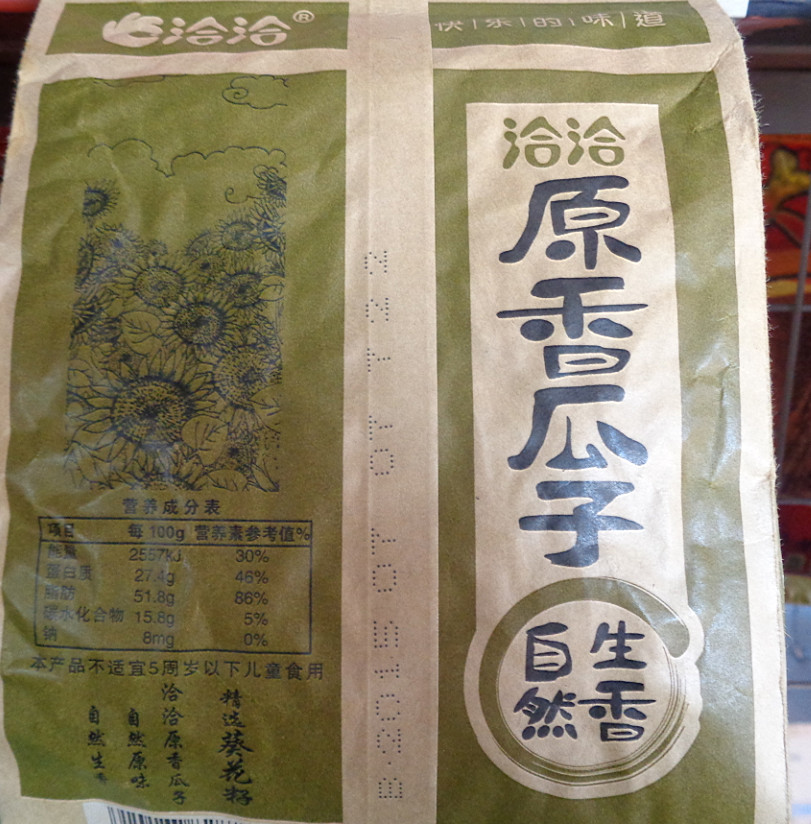 洽洽®
快乐的味道
洽洽
原香瓜子
自然
生香
营养成分表
项目 每100g 营养素参考值%
能量 2557kJ 30%
蛋白质 27.4g 46%
脂肪 51.8g 86%
碳水化合物 15.8g 5%
钠 8mg 0%
本产品不适宜5周岁以下儿童食用
精选葵花籽
洽洽原香瓜子
自然原味
自然生香